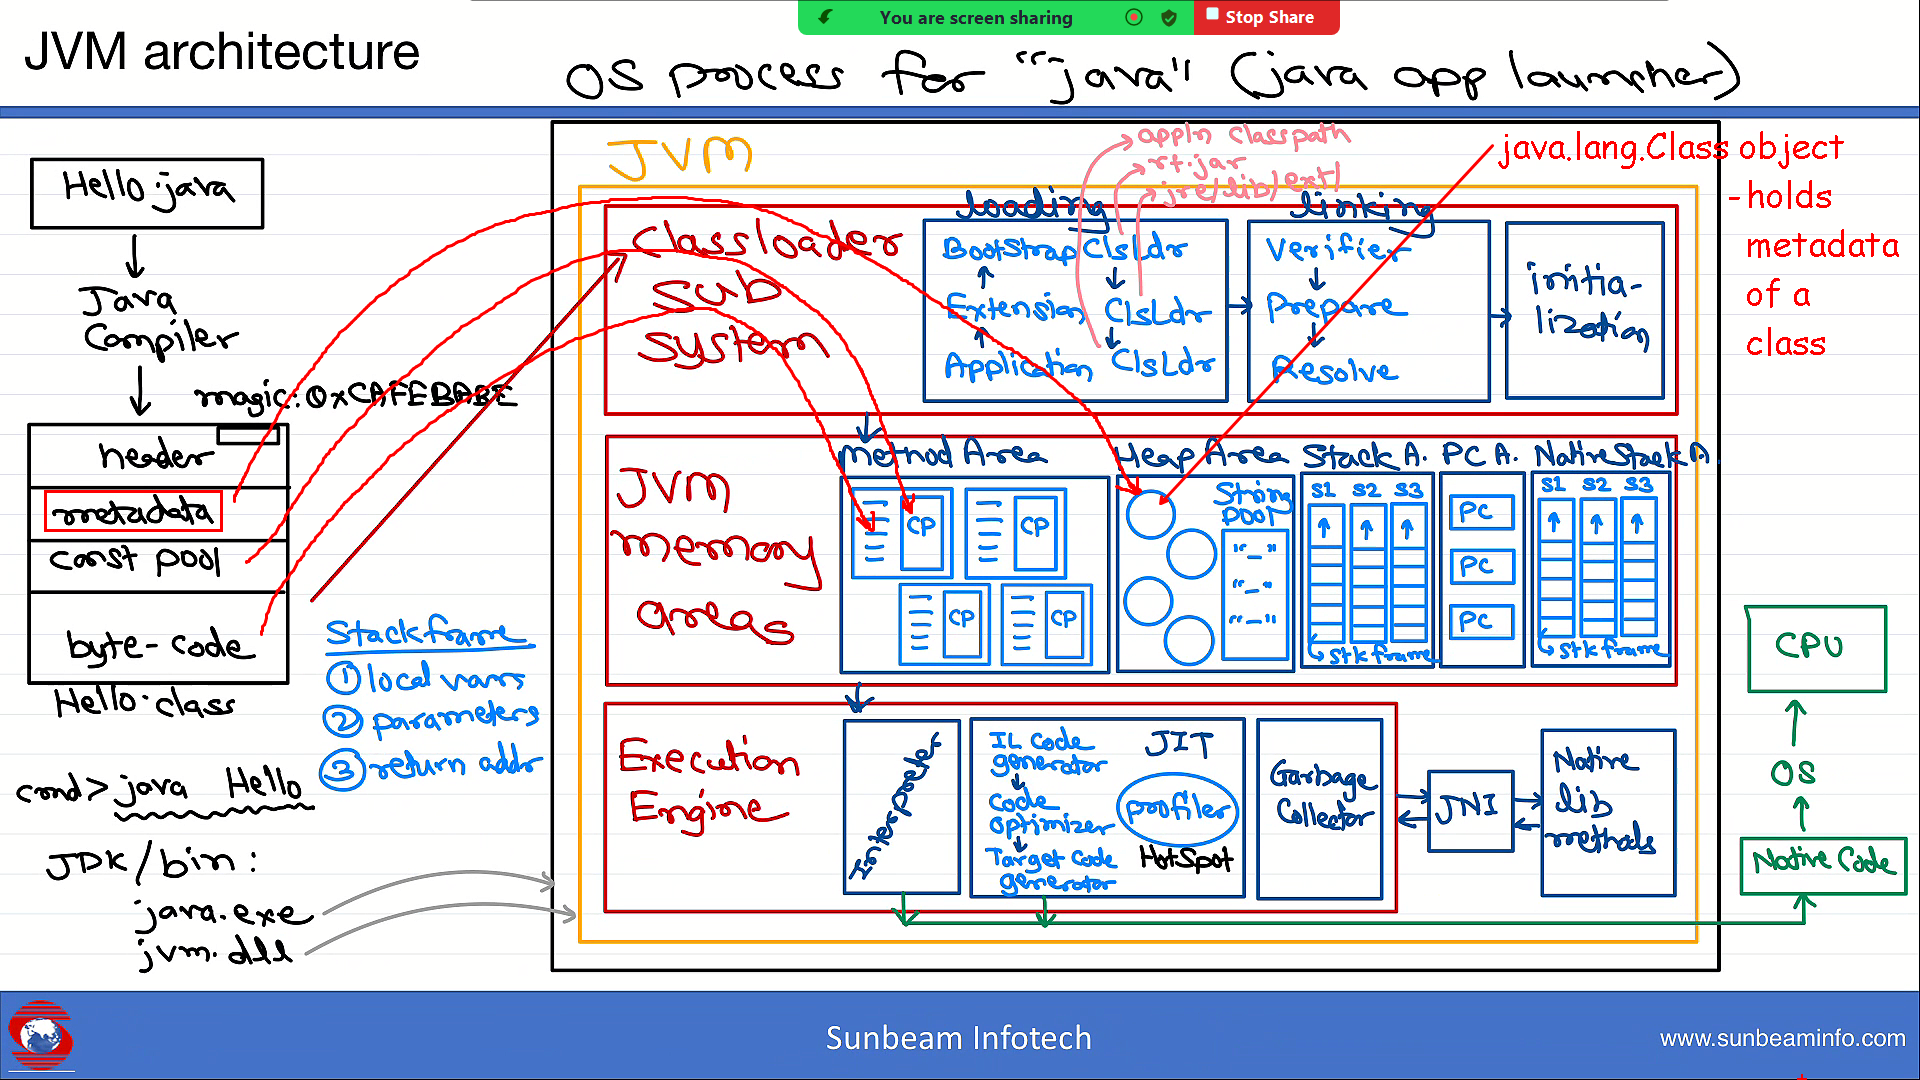 You are screen sharing
Stop Share
JVM architecture
OS process for "java" (java app launcher)
Hello.java
Java
Compiler
magic: 0xCAFEBABE
header
metadata
const pool
byte-code
Hello.class
Stackframe
① local vars
② parameters
③ return addr
cmd> java Hello
JDK/bin:
java.exe
jvm.dll
JVM
appln classpath
rt.jar
jre/lib/ext/
java.lang.Class object
- holds
metadata
of a
class
Classloader
sub
system
loading
BootStrap ClsLdr
Extension ClsLdr
Application ClsLdr
linking
Verifier
Prepare
Resolve
initia-
lization
JVM
memory
areas
Method Area
CP
CP
CP
CP
Heap Area
String
pool
"_"
"_"
"_"
Stack A.
S1 S2 S3
stk frame
PC A.
PC
PC
PC
Native Stack A.
S1 S2 S3
stk frame
Execution
Engine
Interpreter
IL Code
generator
Code
optimizer
Target code
generator
JIT
profiler
HotSpot
Garbage
Collector
JNI
Native
lib
methods
CPU
OS
Native Code
Sunbeam Infotech
www.sunbeaminfo.com